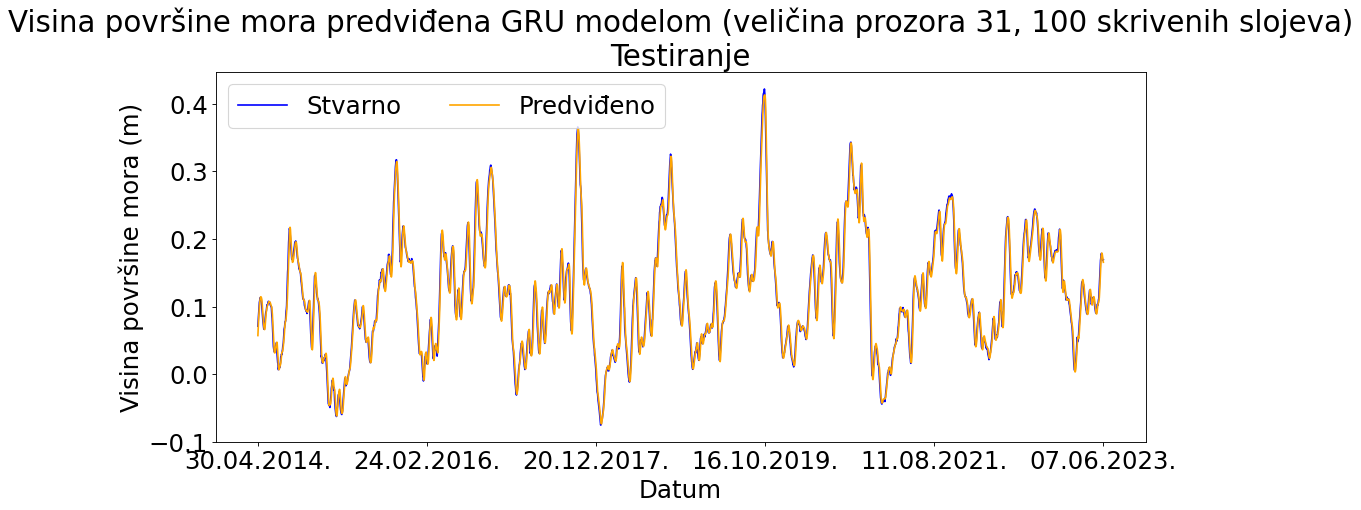 Visina površine mora predviđena GRU modelom (veličina prozora 31, 100 skrivenih slojeva)
Testiranje
Stvarno Predviđeno
Visina površine mora (m)
0.4
0.3
0.2
0.1
0.0
−0.1
30.04.2014. 24.02.2016. 20.12.2017. 16.10.2019. 11.08.2021. 07.06.2023.
Datum